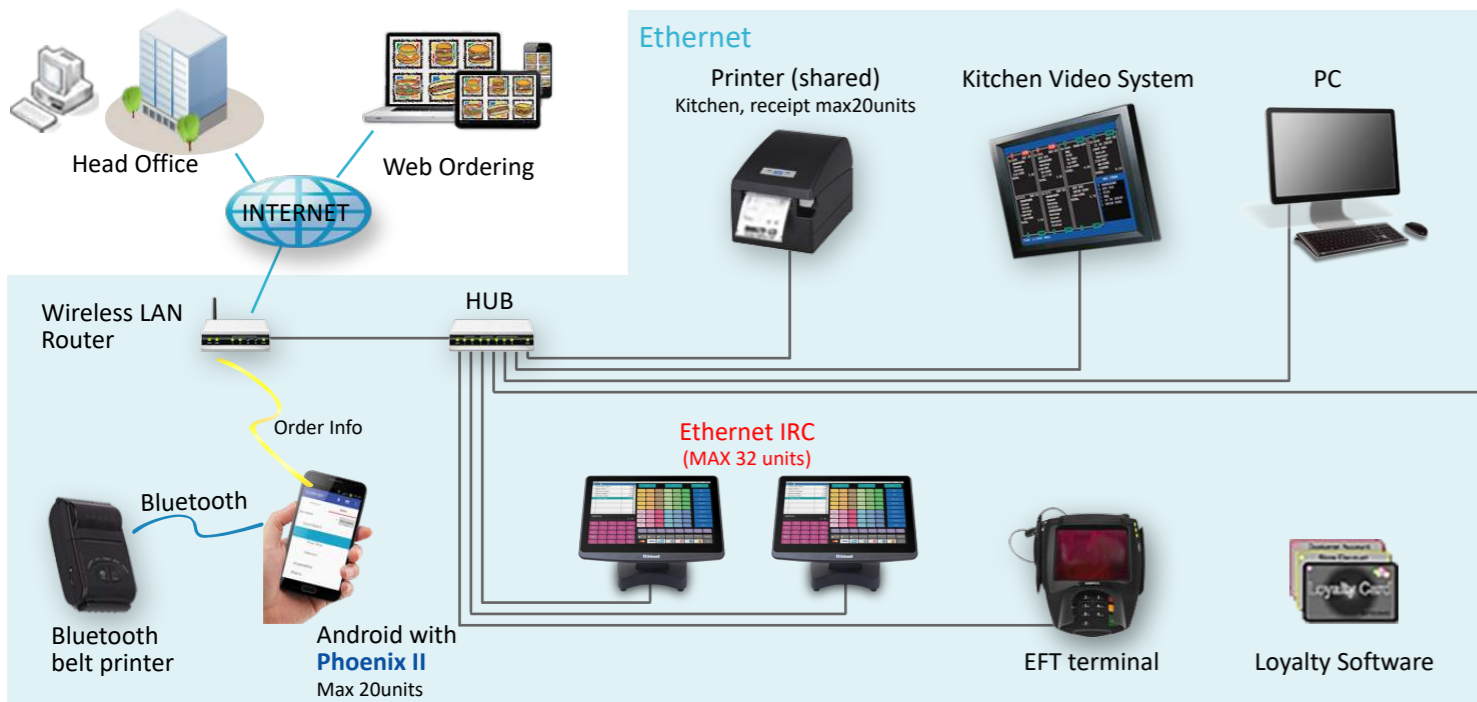 Ethernet
Printer (shared)
Kitchen, receipt max20units
Kitchen Video System
PC
Head Office
Web Ordering
INTERNET
Wireless LAN
Router
HUB
Order Info
Ethernet IRC
(MAX 32 units)
Bluetooth
Bluetooth
belt printer
Android with
Phoenix II
Max 20units
EFT terminal
Loyalty Card
Loyalty Software